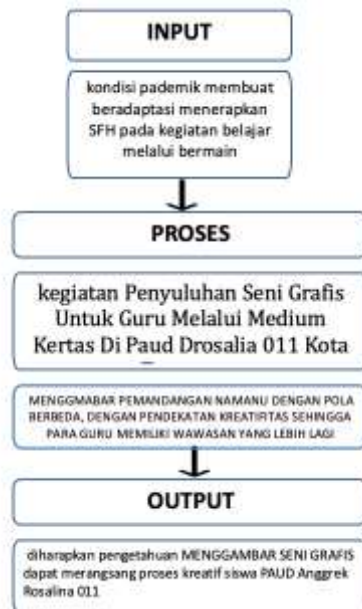 INPUT
kondisi pademik membuat
beradaptasi menerapkan
SFH pada kegiatan belajar
melalui bermain
PROSES
kegiatan Penyuluhan Seni Grafis
Untuk Guru Melalui Medium
Kertas Di Paud Drosalia 011 Kota
MENGGMABAR PEMANDANGAN NAMANU DENGAN POLA
BERBEDA, DENGAN PENDEKATAN KREATIFITAS SEHINGGA
PARA GURU MEMILIKI WAWASAN YANG LEBIH LAGI
OUTPUT
diharapkan pengetahuan MENGGAMBAR SENI GRAFIS
dapat merangsang proses kreatif siswa PAUD Anggrek
Rosalina 011